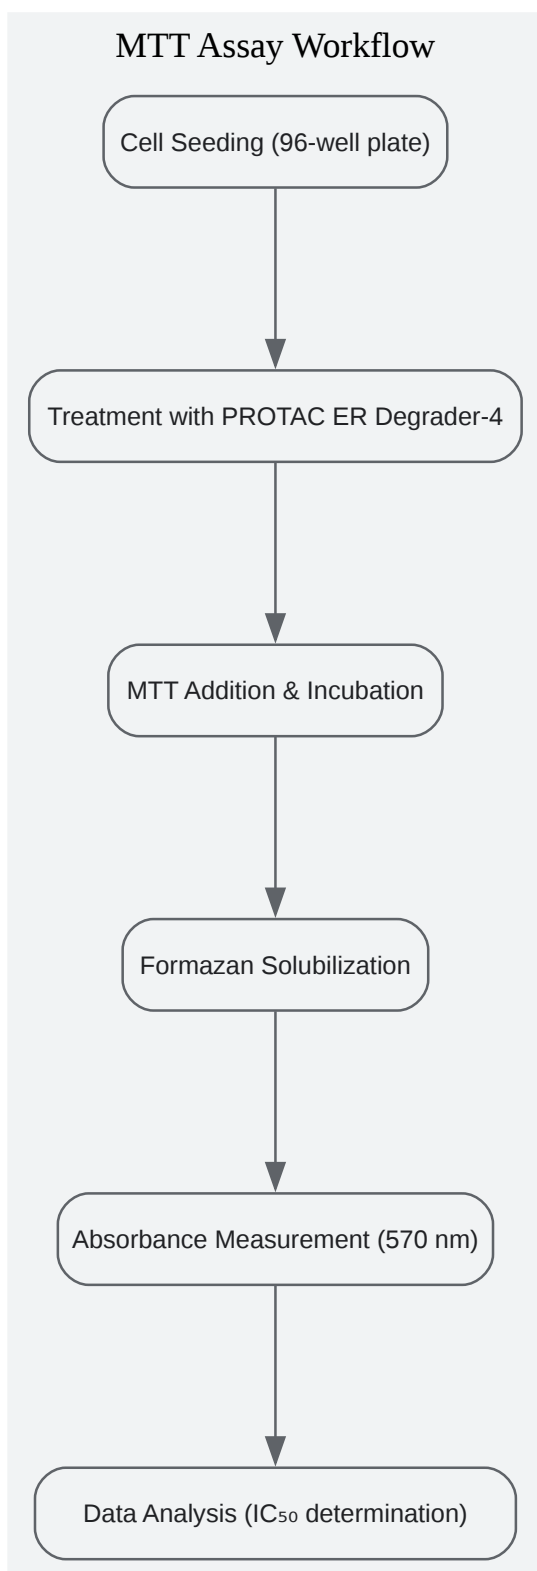 MTT Assay Workflow
Cell Seeding (96-well plate)
Treatment with PROTAC ER Degrader-4
MTT Addition & Incubation
Formazan Solubilization
Absorbance Measurement (570 nm)
Data Analysis (IC₅₀ determination)